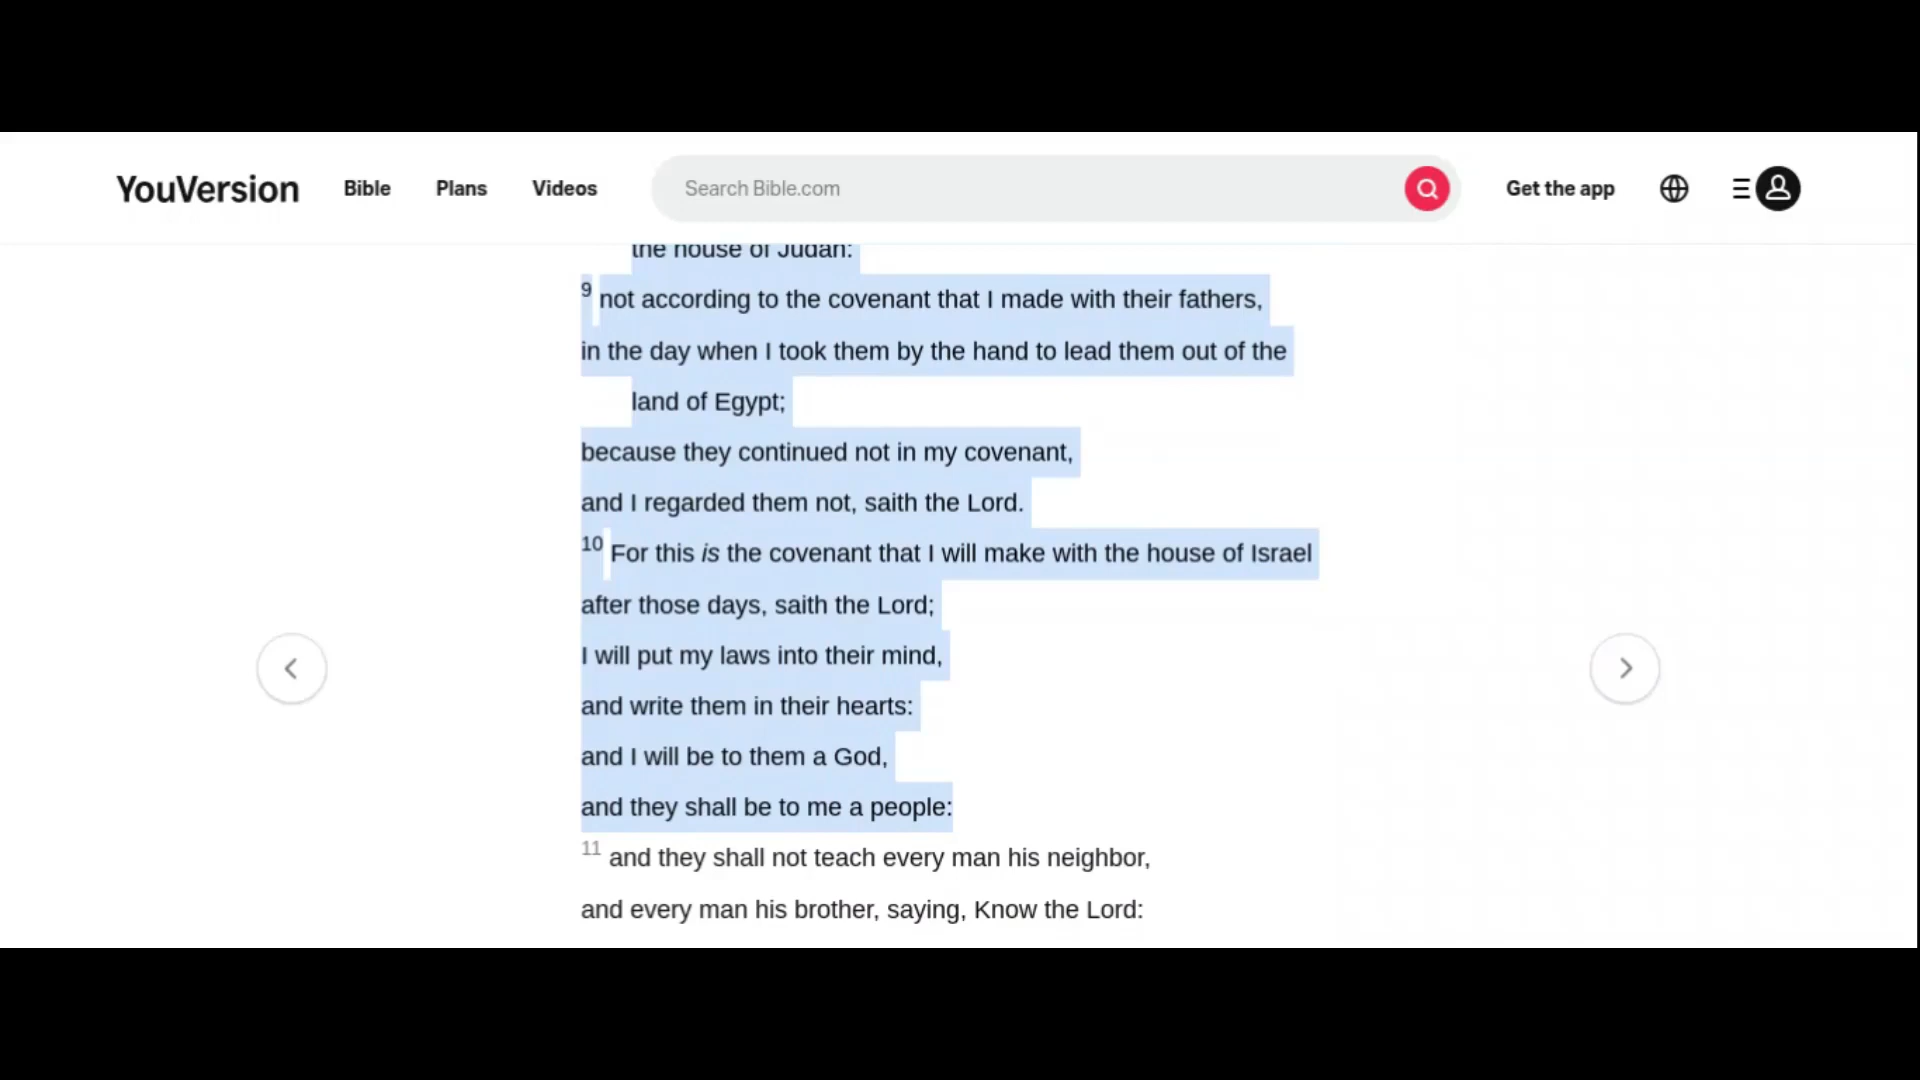 YouVersion Bible Plans Videos Search Bible.com Get the app
the house of Judah:
9 not according to the covenant that I made with their fathers,
in the day when I took them by the hand to lead them out of the
land of Egypt;
because they continued not in my covenant,
and I regarded them not, saith the Lord.
10 For this is the covenant that I will make with the house of Israel
after those days, saith the Lord;
I will put my laws into their mind,
and write them in their hearts:
and I will be to them a God,
and they shall be to me a people:
11 and they shall not teach every man his neighbor,
and every man his brother, saying, Know the Lord: